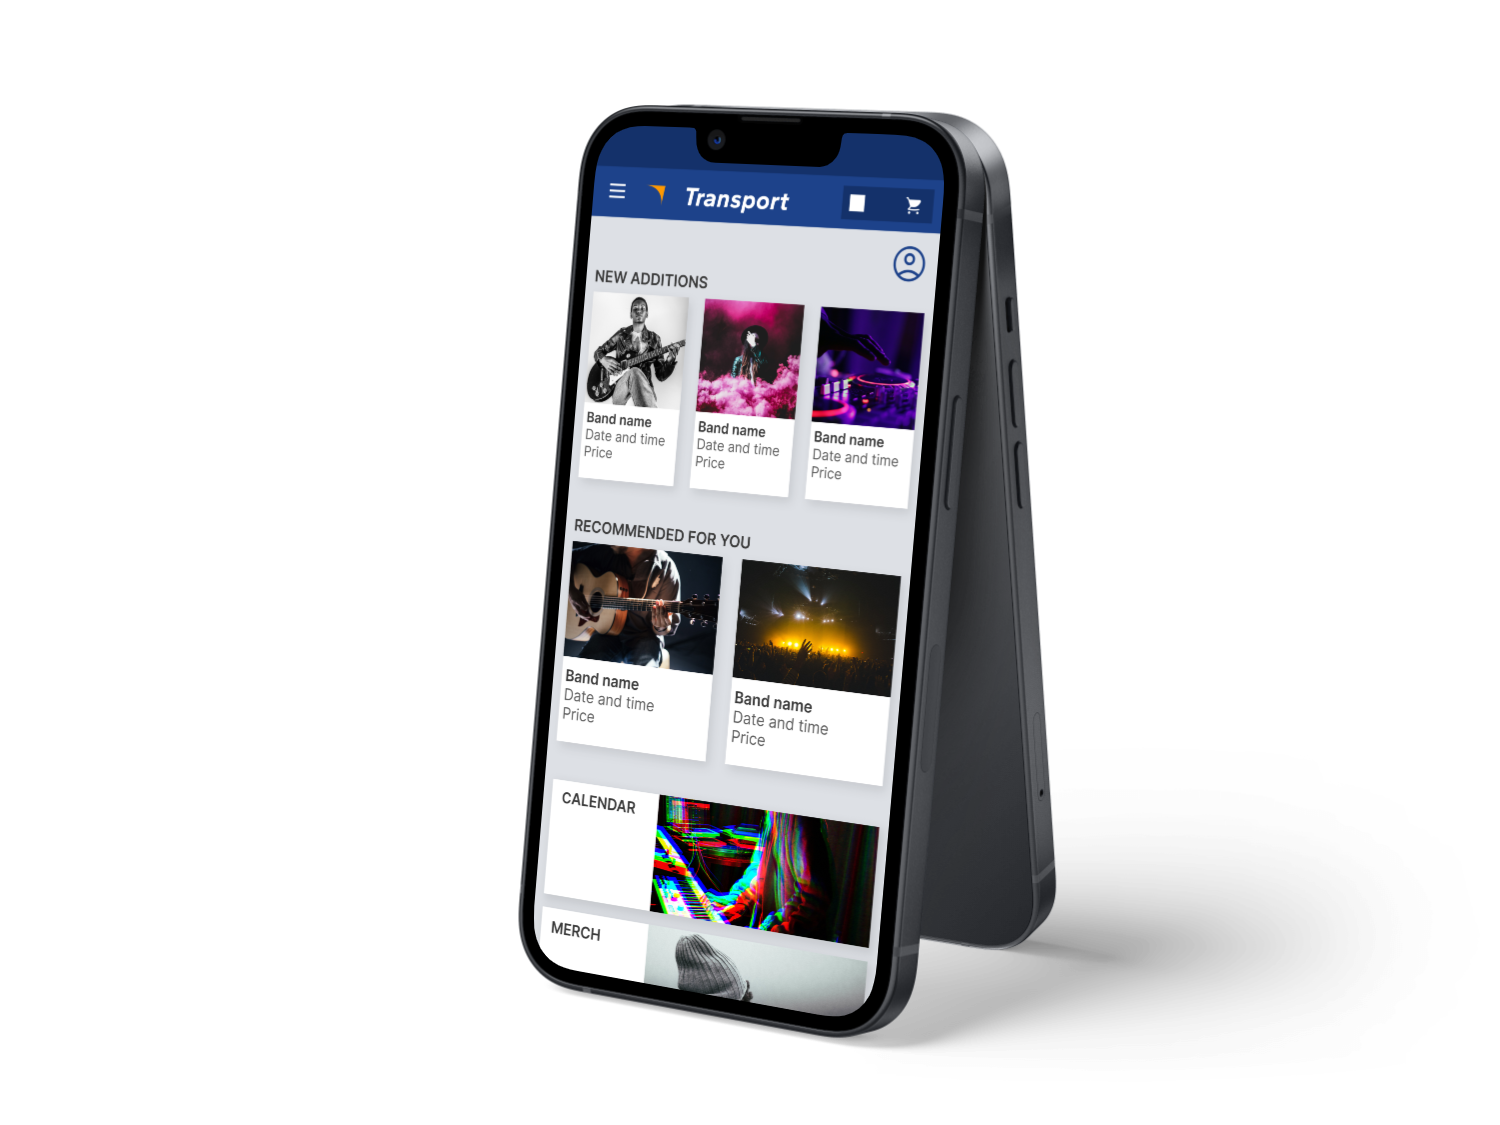 Transport
NEW ADDITIONS
Band name
Date and time
Price
Band name
Date and time
Price
Band name
Date and time
Price
RECOMMENDED FOR YOU
Band name
Date and time
Price
Band name
Date and time
Price
CALENDAR
MERCH